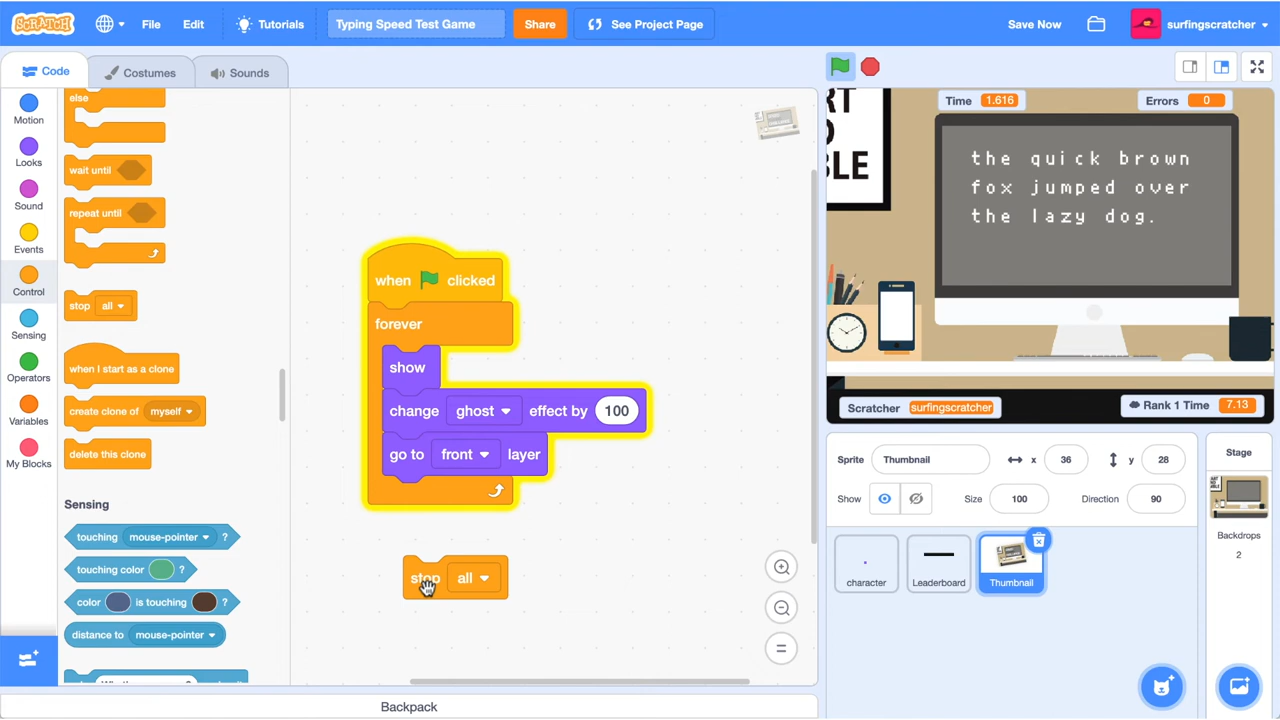 SCRATCH
File
Edit
Tutorials
Typing Speed Test Game
Share
See Project Page
Save Now
surfingscratcher
Code
Costumes
Sounds
Motion
Looks
Sound
Events
Control
Sensing
Operators
Variables
My Blocks
else
wait until
repeat until
stop all
when I start as a clone
create clone of myself
delete this clone
Sensing
touching mouse-pointer ?
touching color ?
color is touching ?
distance to mouse-pointer
when clicked
forever
show
change ghost effect by 100
go to front layer
stop all
Time 1.616
Errors 0
the quick brown
fox jumped over
the lazy dog.
Scratcher surfingscratcher
Rank 1 Time 7.13
Sprite Thumbnail x 36 y 28
Show Size 100 Direction 90
character
Leaderboard
Thumbnail
Stage
Backdrops
2
Backpack